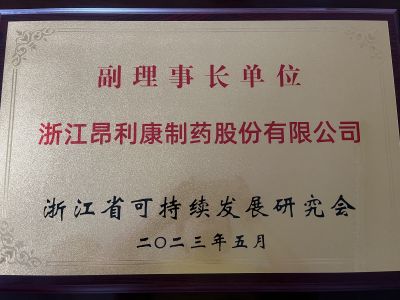 副理事长单位
浙江昂利康制药股份有限公司
浙江省可持续发展研究会
二〇二三年五月